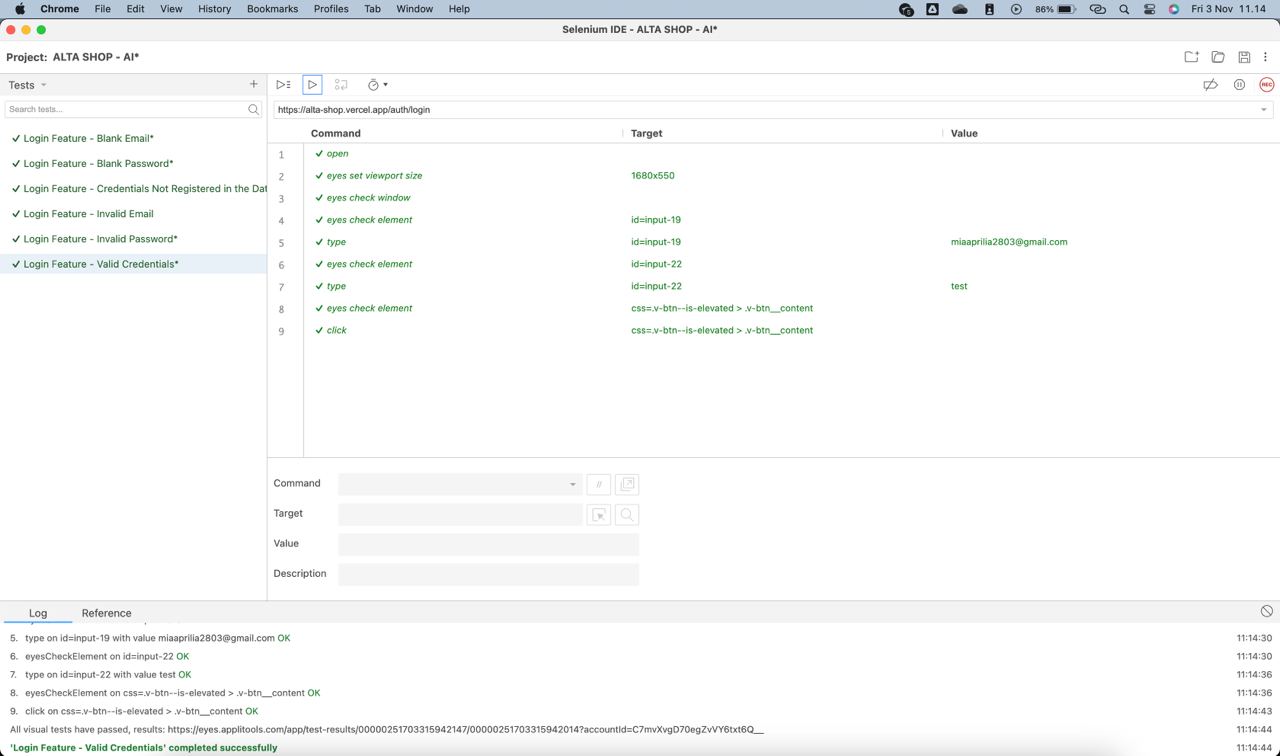 Chrome File Edit View History Bookmarks Profiles Tab Window Help 86% Fri 3 Nov 11.14
Selenium IDE - ALTA SHOP - AI*
Project: ALTA SHOP - AI*
Tests
Search tests...
Login Feature - Blank Email*
Login Feature - Blank Password*
Login Feature - Credentials Not Registered in the Dat
Login Feature - Invalid Email
Login Feature - Invalid Password*
Login Feature - Valid Credentials*
REC
https://alta-shop.vercel.app/auth/login
Command Target Value
1 open
2 eyes set viewport size 1680x550
3 eyes check window
4 eyes check element id=input-19
5 type id=input-19 miaaprilia2803@gmail.com
6 eyes check element id=input-22
7 type id=input-22 test
8 eyes check element css=.v-btn--is-elevated > .v-btn__content
9 click css=.v-btn--is-elevated > .v-btn__content
Command //
Target
Value
Description
Log Reference
5. type on id=input-19 with value miaaprilia2803@gmail.com OK 11:14:30
6. eyesCheckElement on id=input-22 OK 11:14:30
7. type on id=input-22 with value test OK 11:14:36
8. eyesCheckElement on css=.v-btn--is-elevated > .v-btn__content OK 11:14:36
9. click on css=.v-btn--is-elevated > .v-btn__content OK 11:14:43
All visual tests have passed, results: https://eyes.applitools.com/app/test-results/00000251703315942147/00000251703315942014?accountId=C7mvXvgD70egZvVY6txt6Q__ 11:14:44
'Login Feature - Valid Credentials' completed successfully 11:14:44